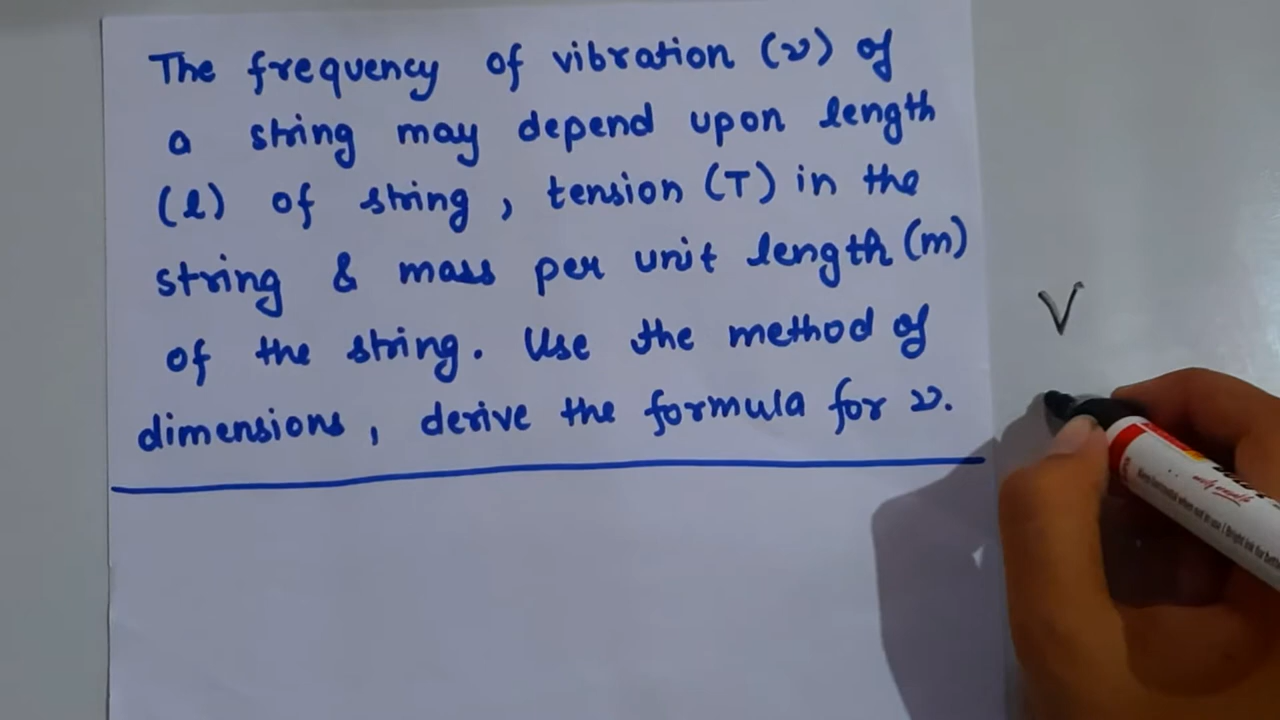 The frequency of vibration (ν) of
a string may depend upon length
(l) of string, tension (T) in the
string & mass per unit length (m)
of the string. Use the method of
dimensions, derive the formula for ν.
V